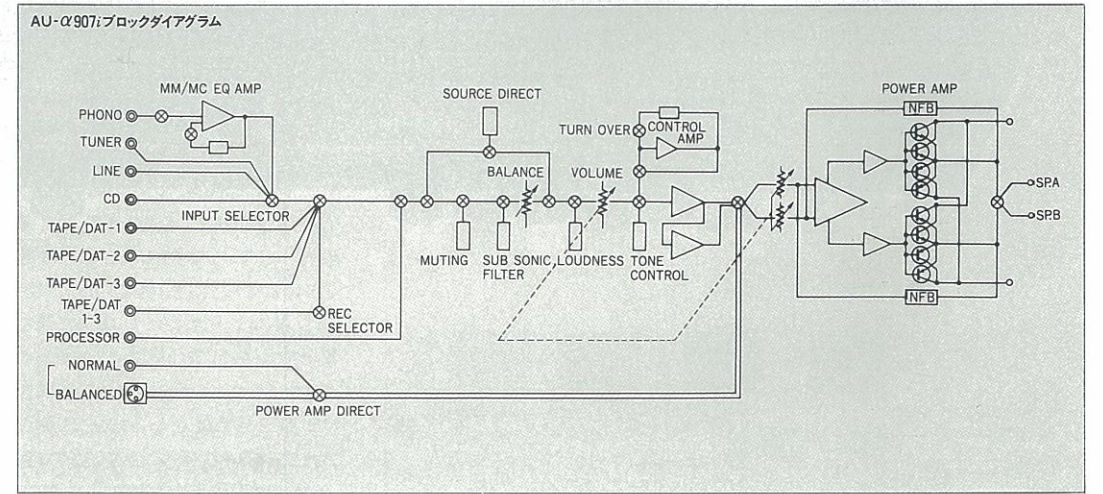 AU-α907iブロックダイアグラム
MM/MC EQ AMP
PHONO
TUNER
LINE
CD
INPUT SELECTOR
TAPE/DAT-1
TAPE/DAT-2
TAPE/DAT-3
TAPE/DAT
1-3
REC
SELECTOR
PROCESSOR
NORMAL
BALANCED
POWER AMP DIRECT
SOURCE DIRECT
BALANCE
VOLUME
MUTING
SUB SONIC
FILTER
LOUDNESS
TONE
CONTROL
TURN OVER
CONTROL
AMP
POWER AMP
NFB
NFB
SP.A
SP.B